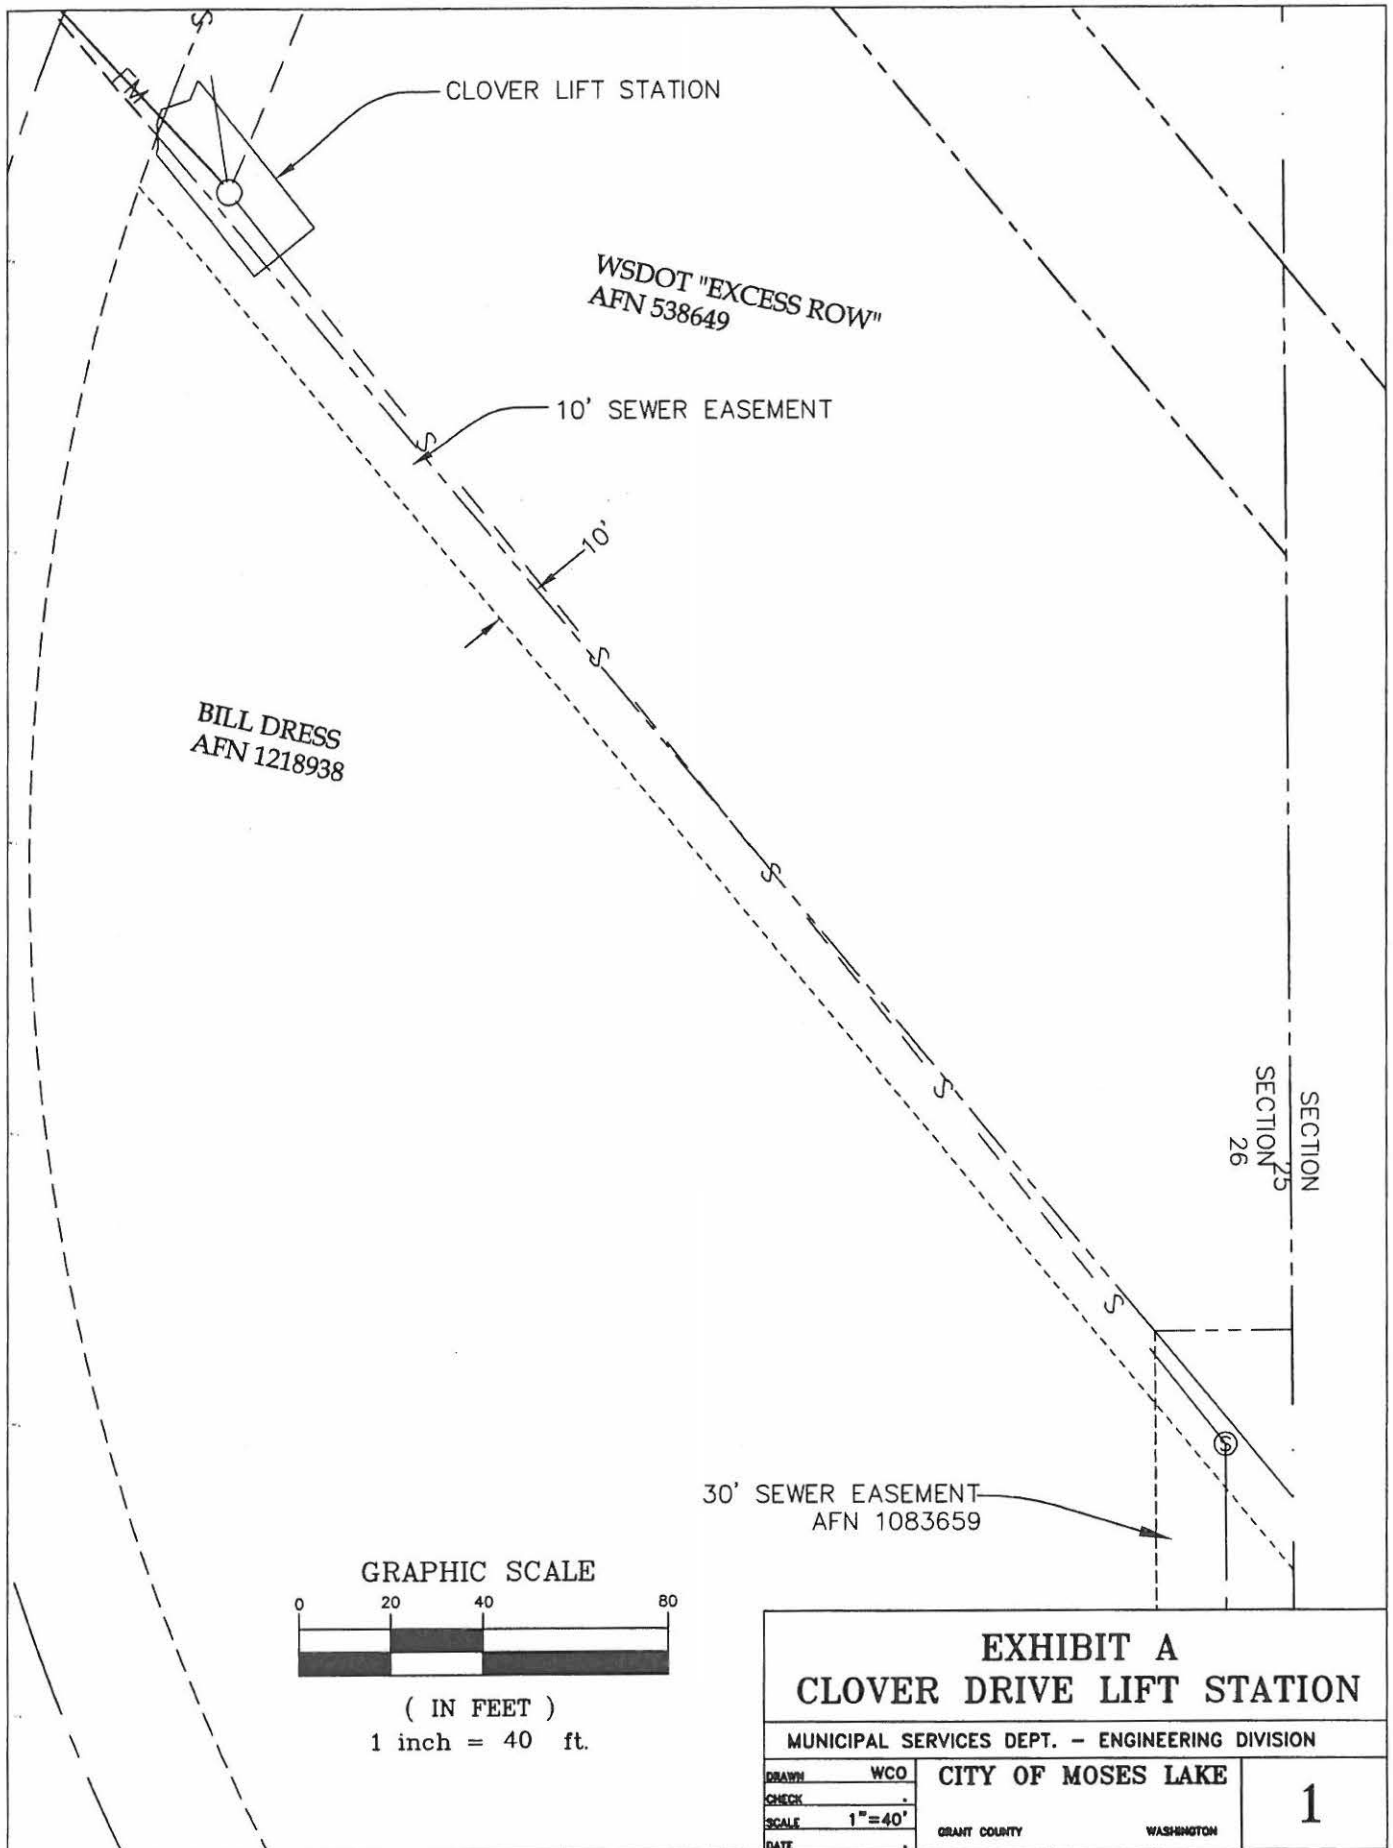 S
FM
CLOVER LIFT STATION
WSDOT "EXCESS ROW"
AFN 538649
10' SEWER EASEMENT
S
10'
S
BILL DRESS
AFN 1218938
S
S
SECTION 25
SECTION 26
S
S
30' SEWER EASEMENT
AFN 1083659
GRAPHIC SCALE
0 20 40 80
( IN FEET )
1 inch = 40 ft.
EXHIBIT A
CLOVER DRIVE LIFT STATION
MUNICIPAL SERVICES DEPT. – ENGINEERING DIVISION
DRAWN WCO
CHECK .
SCALE 1"=40'
DATE .
CITY OF MOSES LAKE
GRANT COUNTY WASHINGTON
1